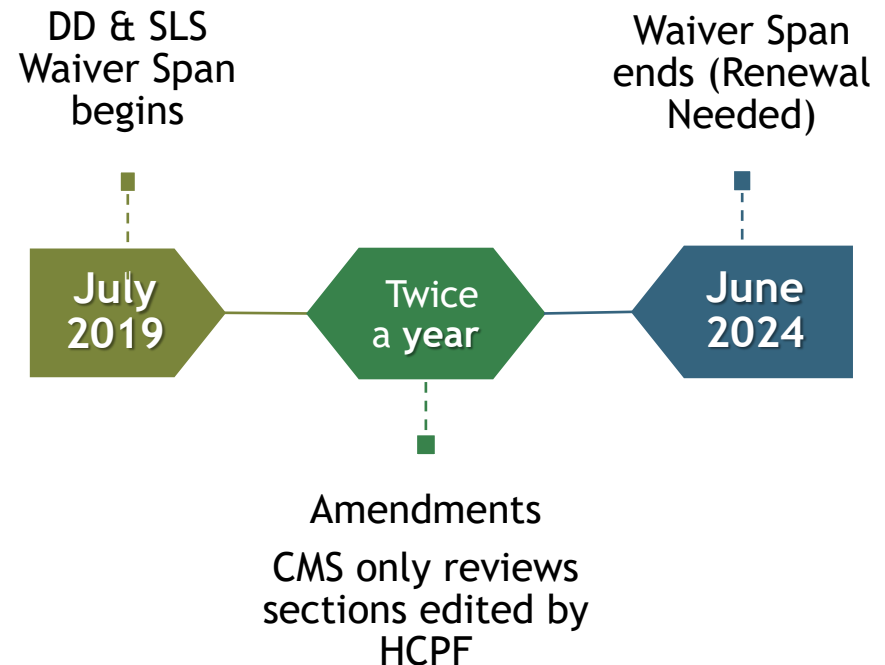 DD & SLS
Waiver Span
begins
Waiver Span
ends (Renewal
Needed)
July
2019
Twice
a year
June
2024
Amendments
CMS only reviews
sections edited by
HCPF